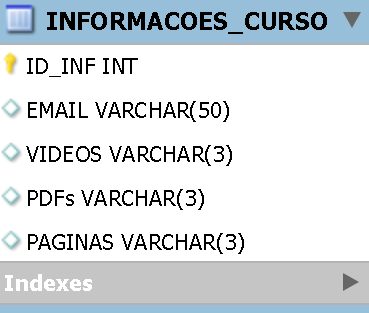 INFORMACOES_CURSO
ID_INF INT
EMAIL VARCHAR(50)
VIDEOS VARCHAR(3)
PDFs VARCHAR(3)
PAGINAS VARCHAR(3)
Indexes